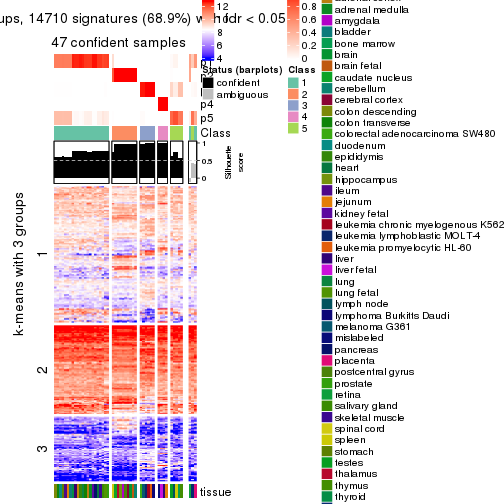 ups, 14710 signatures (68.9%) with fdr < 0.05
47 confident samples
p1
p4
p5
Class
1
0.5
0
Silhouette
score
k-means with 3 groups
1
2
3
tissue
12
10
8
6
4
Status (barplots)
confident
ambiguous
0.8
0.6
0.4
0.2
0
Class
1
2
3
4
5
adrenal medulla
amygdala
bladder
bone marrow
brain
brain fetal
caudate nucleus
cerebellum
cerebral cortex
colon descending
colon transverse
colorectal adenocarcinoma SW480
duodenum
epididymis
heart
hippocampus
ileum
jejunum
kidney fetal
leukemia chronic myelogenous K562
leukemia lymphoblastic MOLT-4
leukemia promyelocytic HL-60
liver
liver fetal
lung
lung fetal
lymph node
lymphoma Burkitts Daudi
melanoma G361
mislabeled
pancreas
placenta
postcentral gyrus
prostate
retina
salivary gland
skeletal muscle
spinal cord
spleen
stomach
testes
thalamus
thymus
thyroid